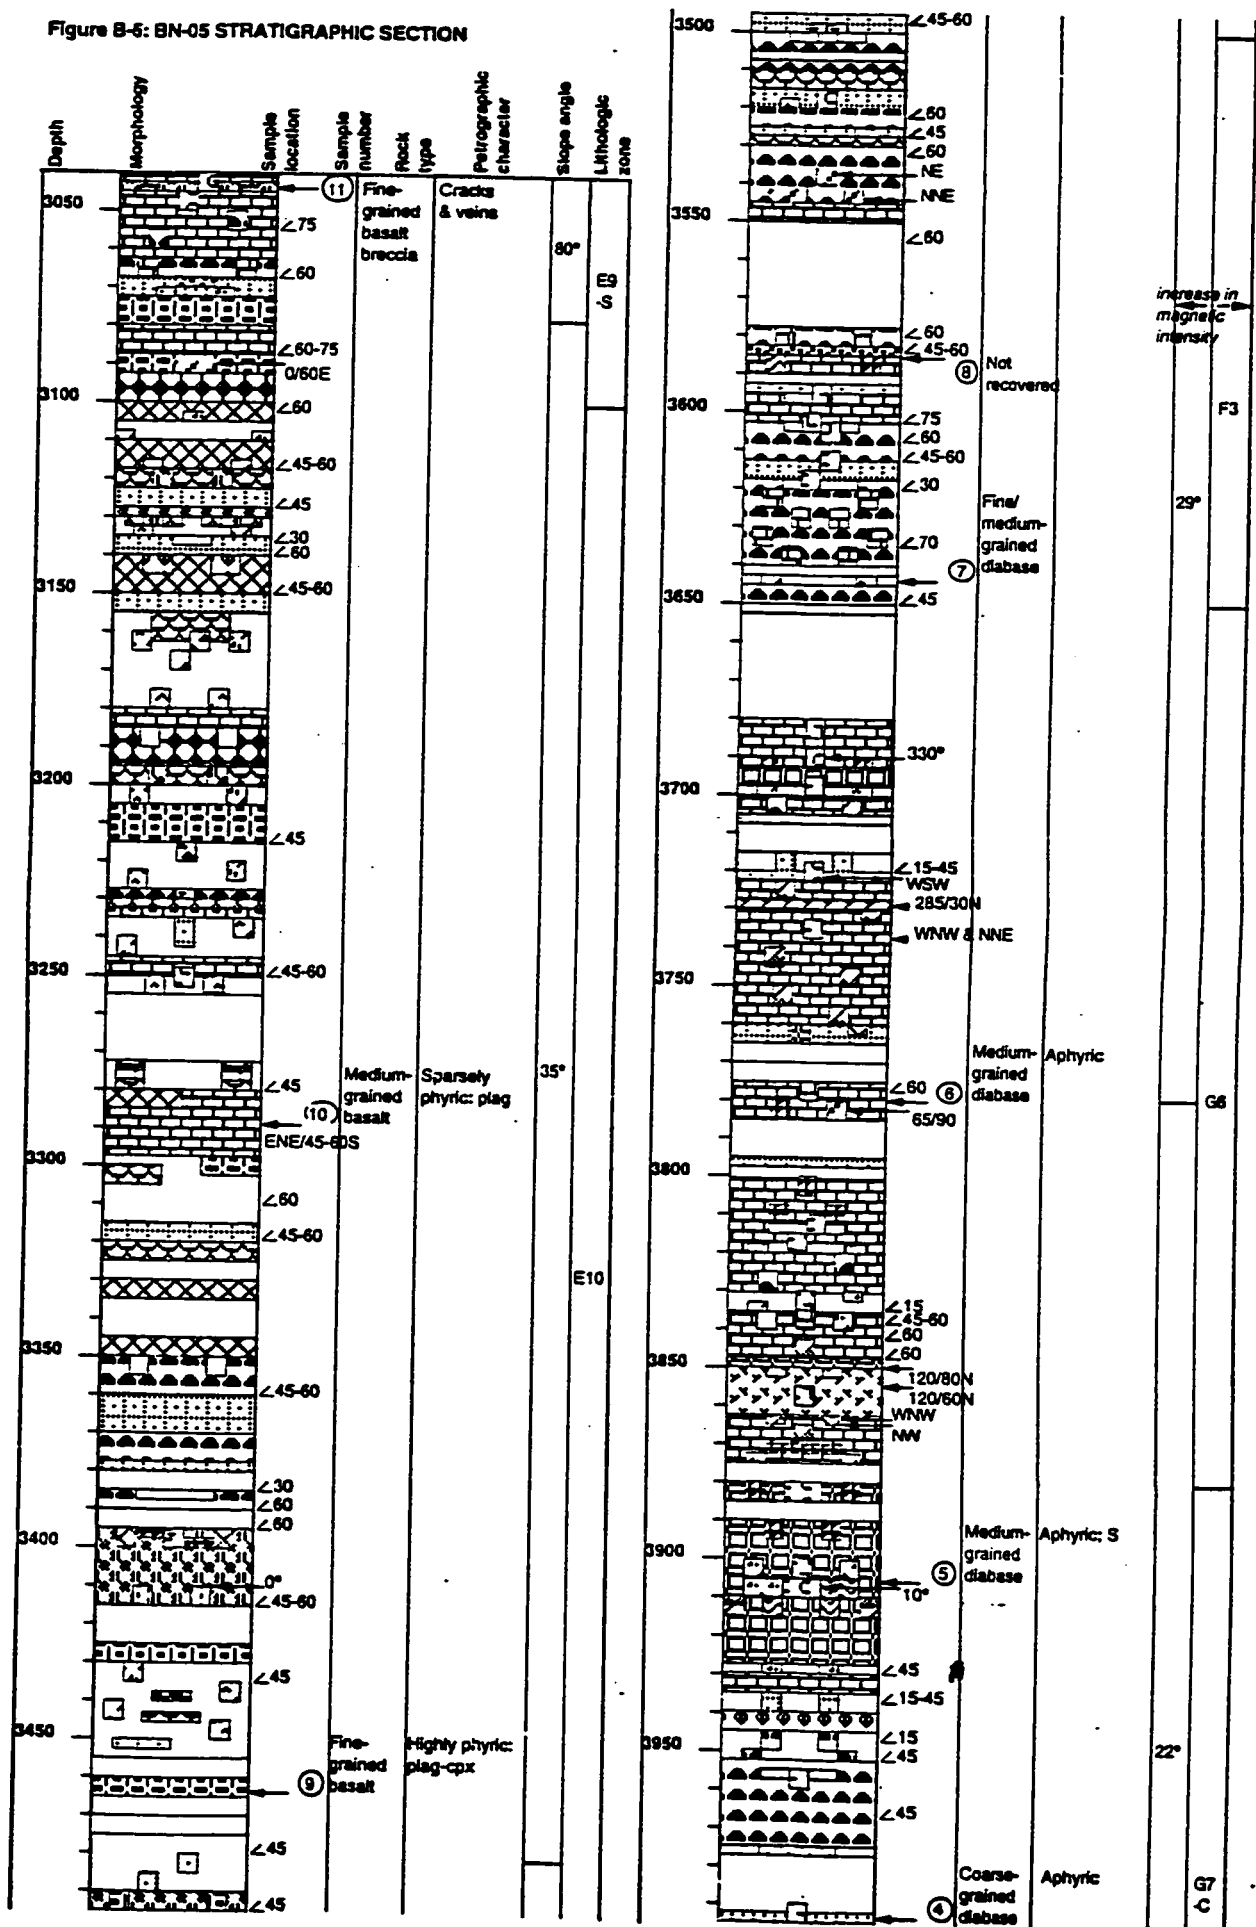 Figure B-6: BN-05 STRATIGRAPHIC SECTION
Depth
Morphology
Sample
location
Sample
number
Rock
type
Petrographic
character
Slope angle
Lithologic
zone
3050
11
Fine-
grained
basalt
breccia
Cracks
& veins
∠75
∠60
80°
E9
-S
∠60-75
0/60E
3100
∠60
∠45-60
∠45
∠30
∠60
3150
∠45-60
3200
∠45
3250
∠45-60
∠45
10
Medium-
grained
basalt
Sparsely
phyric: plag
35°
ENE/45-60S
3300
∠60
∠45-60
E10
3350
∠45-60
∠30
∠60
3400
∠60
0°
∠45-60
∠45
3450
9
Fine-
grained
basalt
Highly phyric:
plag-cpx
∠45
∠45
3500
∠45-60
∠60
∠45
∠60
NE
NNE
3550
∠60
increase in
magnetic
intensity
∠60
∠45-60
8
Not
recovered
3600
F3
∠75
∠60
∠45-60
∠30
29°
Fine/
medium-
grained
diabase
∠70
7
3650
∠45
330°
3700
∠15-45
WSW
285/30N
WNW & NNE
3750
Medium-
grained
diabase
Aphyric
∠60
6
65/90
G6
3800
∠15
∠45-60
∠60
∠60
3850
120/80N
120/60N
WNW
NW
3900
Medium-
grained
diabase
Aphyric; S
5
10°
∠45
∠15-45
3950
∠15
∠45
22°
∠45
Coarse-
grained
diabase
Aphyric
4
G7
-C